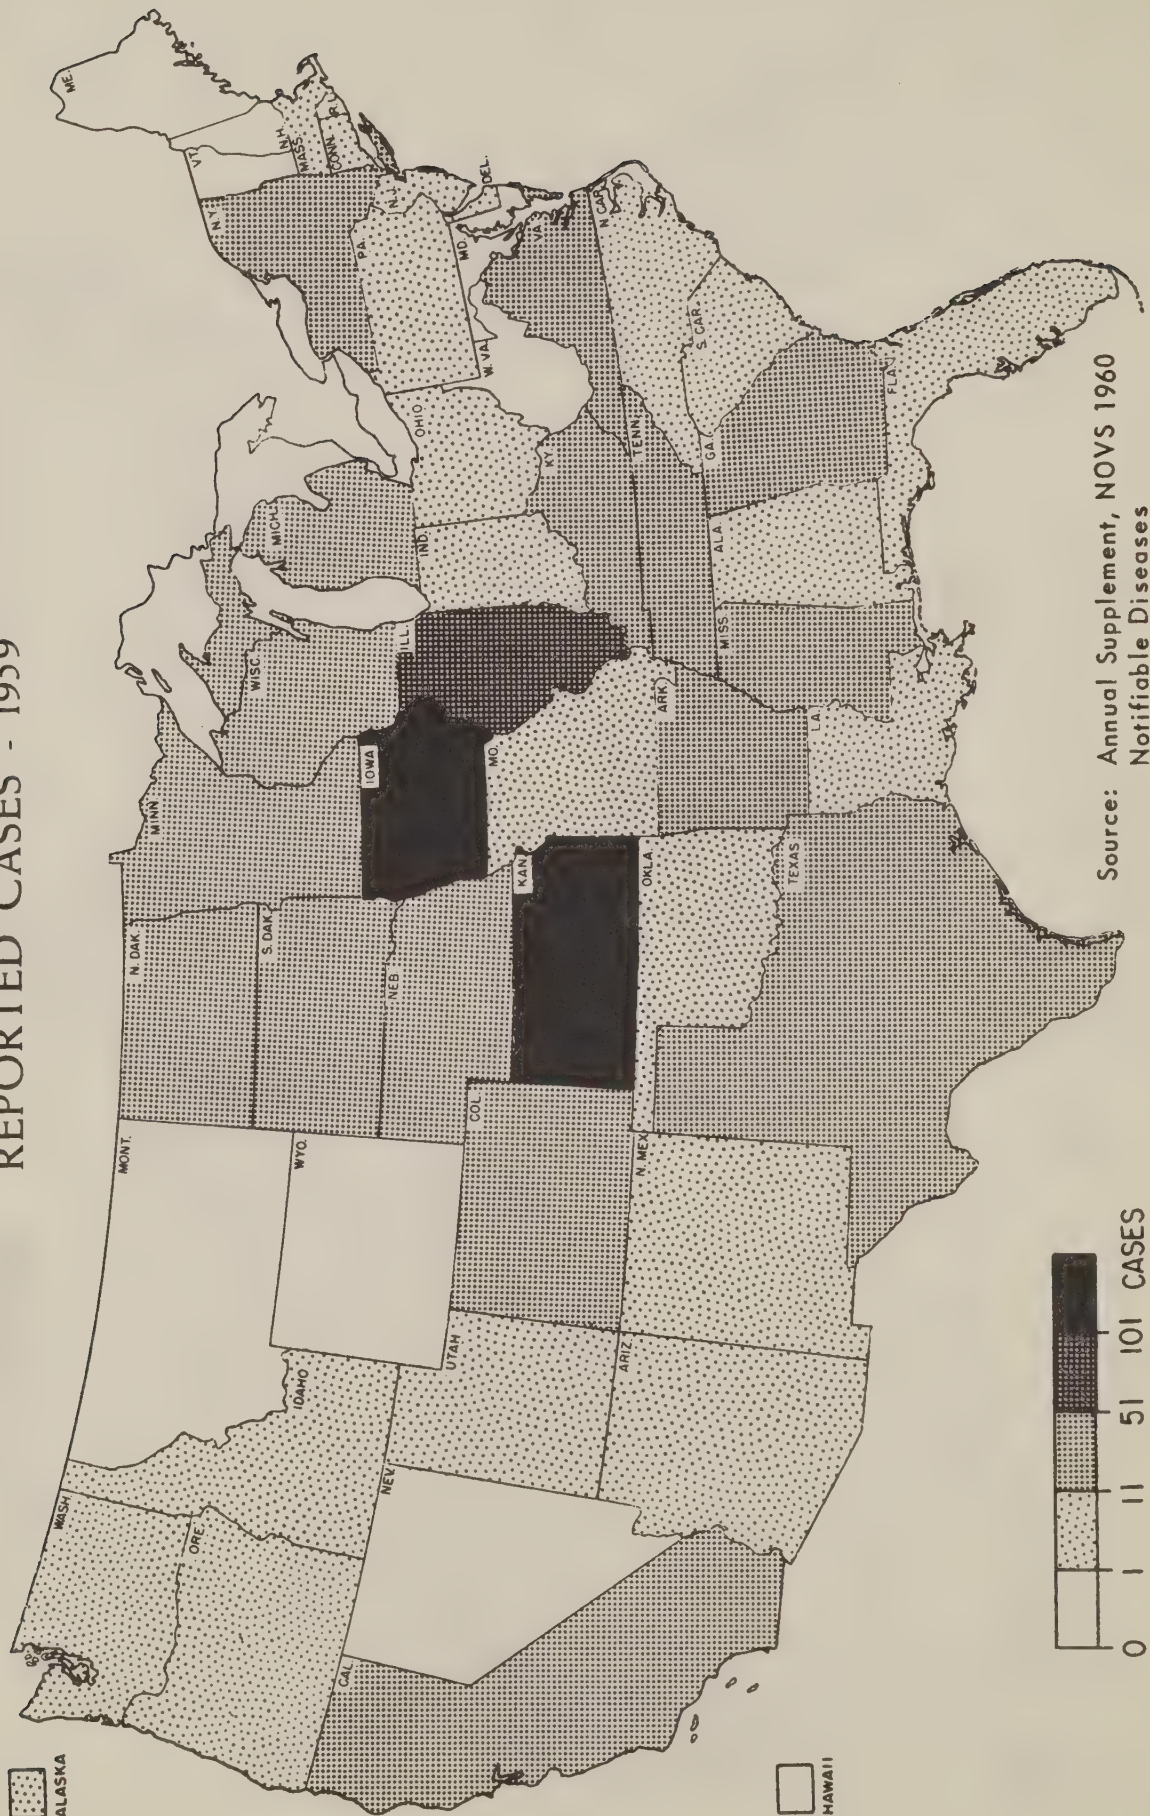 REPORTED CASES - 1959
ALASKA
HAWAII
WASH.
ORE.
CAL.
IDAHO
NEV.
MONT.
WYO.
UTAH
ARIZ.
COL.
N. MEX.
N. DAK.
S. DAK.
NEB.
KAN.
OKLA.
TEXAS
MINN.
IOWA
MO.
ARK.
LA.
WISC.
ILL.
MICH.
IND.
OHIO
KY.
TENN.
MISS.
ALA.
GA.
FLA.
S. CAR.
N. CAR.
VA.
W. VA.
MD.
DEL.
PA.
N.J.
N.Y.
CONN.
R.I.
MASS.
VT.
N.H.
ME.
0 1 11 51 101 CASES
Source: Annual Supplement, NOVS 1960
Notifiable Diseases